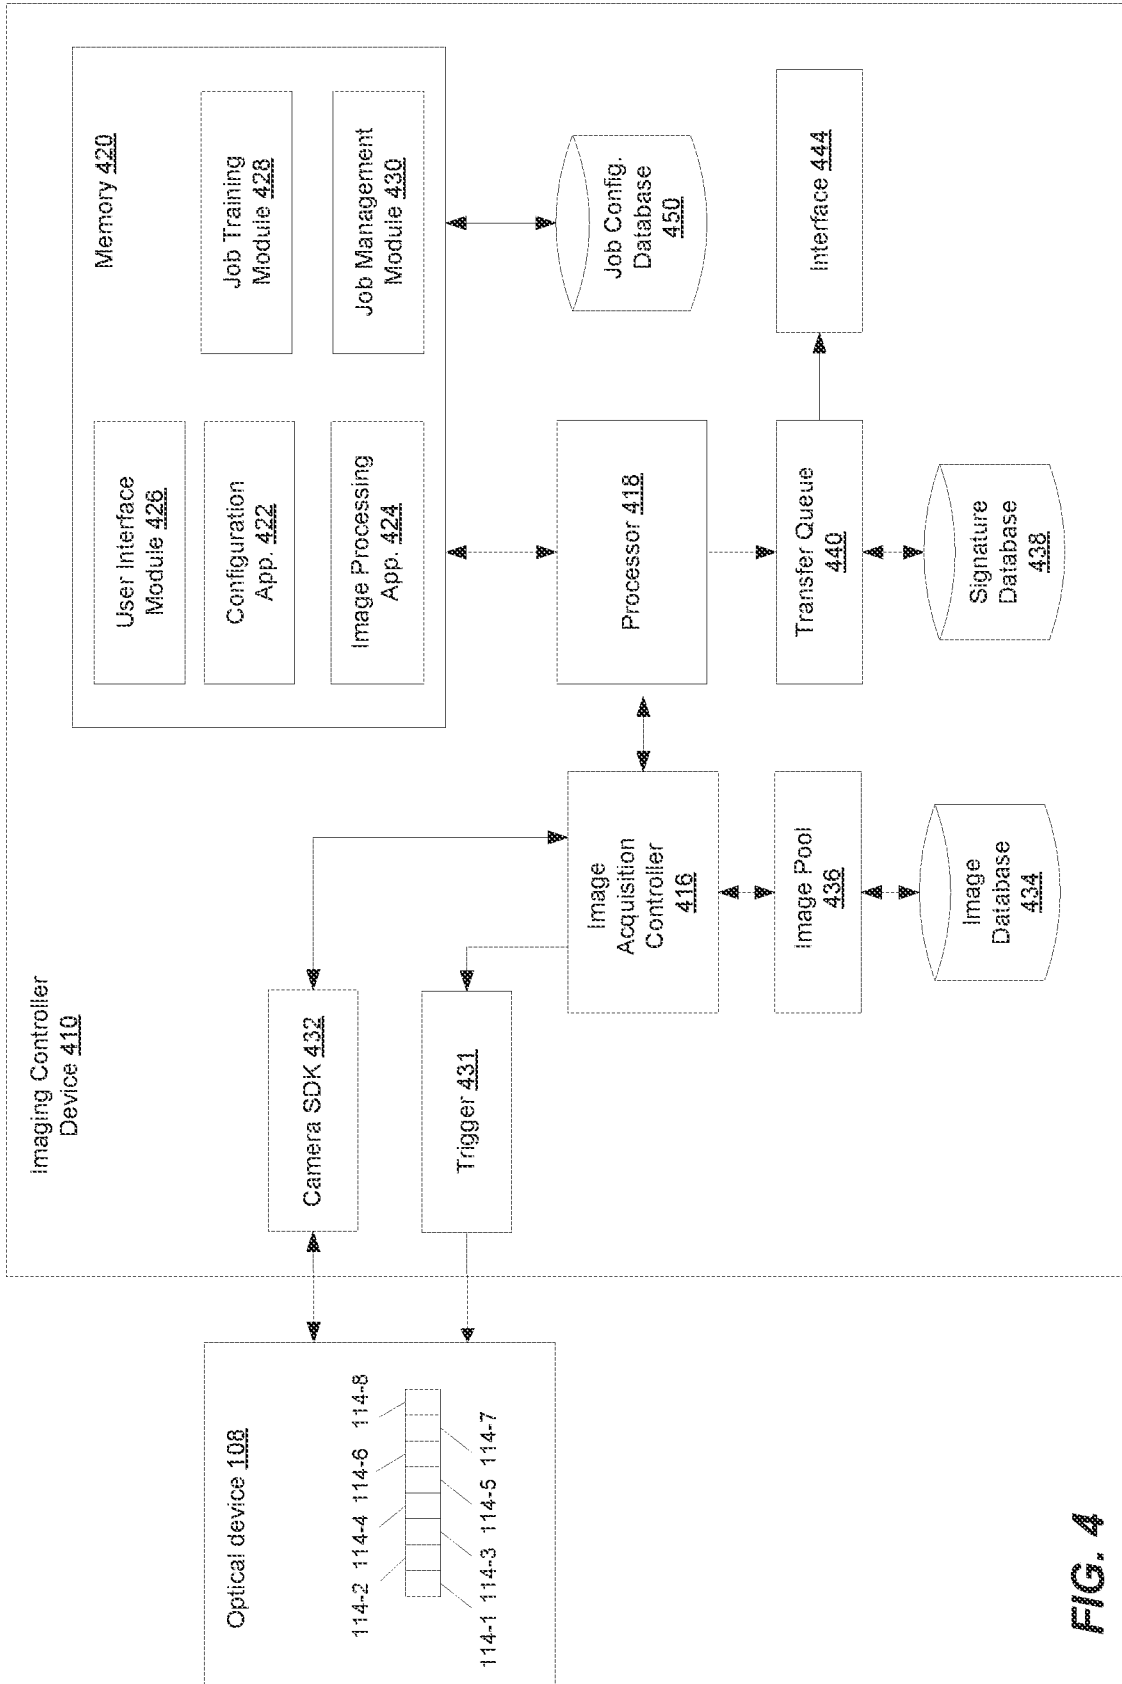 Imaging Controller
Device 410
Memory 420
User Interface
Module 426
Job Training
Module 428
Configuration
App. 422
Image Processing
App. 424
Job Management
Module 430
Optical device 108
114-2
114-4
114-6
114-8
114-1
114-3
114-5
114-7
Camera SDK 432
Trigger 431
Image
Acquisition
Controller
416
Processor 418
Job Config.
Database
450
Image Pool
436
Transfer Queue
440
Interface 444
Image
Database
434
Signature
Database
438
FIG. 4